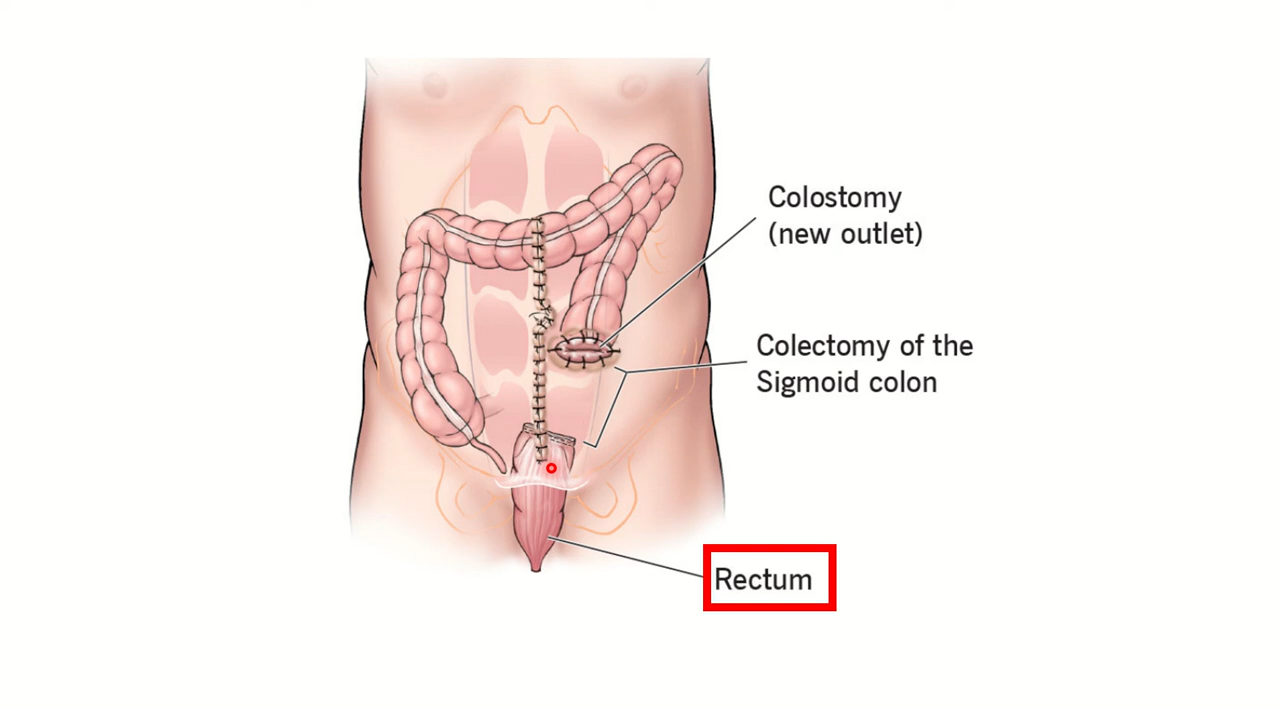 Colostomy
(new outlet)
Colectomy of the
Sigmoid colon
Rectum